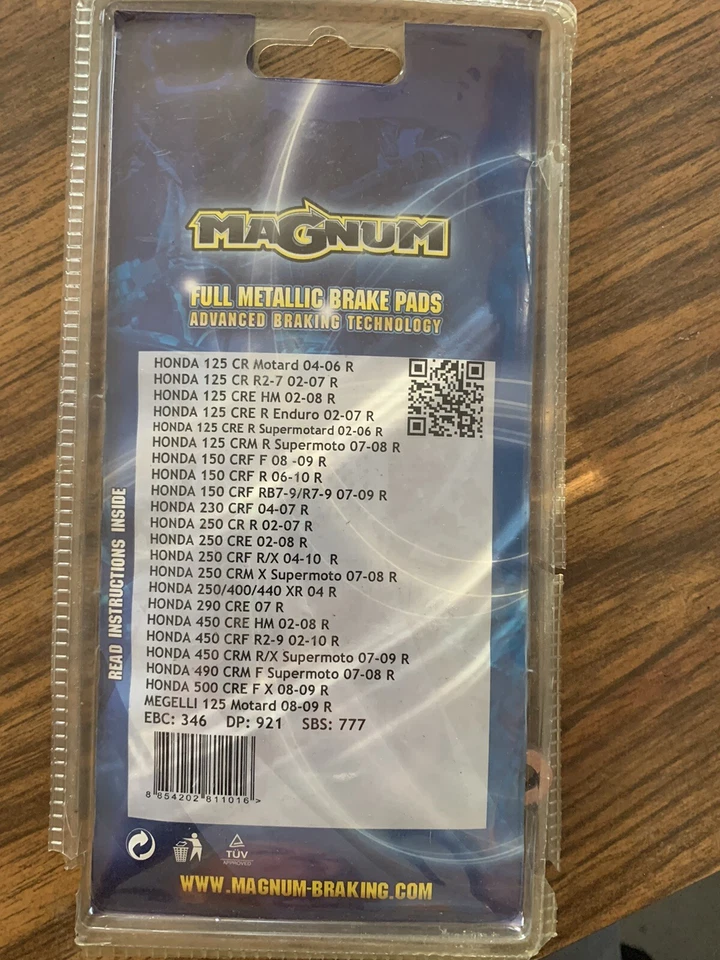 MAGNUM
FULL METALLIC BRAKE PADS
ADVANCED BRAKING TECHNOLOGY
HONDA 125 CR Motard 04-06 R
HONDA 125 CR R2-7 02-07 R
HONDA 125 CRE HM 02-08 R
HONDA 125 CRE R Enduro 02-07 R
HONDA 125 CRE R Supermotard 02-06 R
HONDA 125 CRM R Supermoto 07-08 R
HONDA 150 CRF F 08 -09 R
HONDA 150 CRF R 06-10 R
HONDA 150 CRF RB7-9/R7-9 07-09 R
HONDA 230 CRF 04-07 R
HONDA 250 CR R 02-07 R
HONDA 250 CRE 02-08 R
HONDA 250 CRF R/X 04-10 R
HONDA 250 CRM X Supermoto 07-08 R
HONDA 250/400/440 XR 04 R
HONDA 290 CRE 07 R
HONDA 450 CRE HM 02-08 R
HONDA 450 CRF R2-9 02-10 R
HONDA 450 CRM R/X Supermoto 07-09 R
HONDA 490 CRM F Supermoto 07-08 R
HONDA 500 CRE F X 08-09 R
MEGELLI 125 Motard 08-09 R
EBC: 346 DP: 921 SBS: 777
8 854202 811016 >
READ INSTRUCTIONS INSIDE
TÜV
APPROVED
WWW.MAGNUM-BRAKING.COM